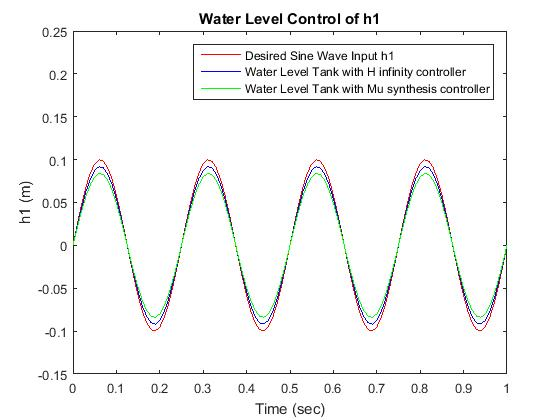 Water Level Control of h1
0.25
Desired Sine Wave Input h1
Water Level Tank with H infinity controller
Water Level Tank with Mu synthesis controller
0.2
0.15
0.1
0.05
0
-0.05
-0.1
-0.15
h1 (m)
0 0.1 0.2 0.3 0.4 0.5 0.6 0.7 0.8 0.9 1
Time (sec)